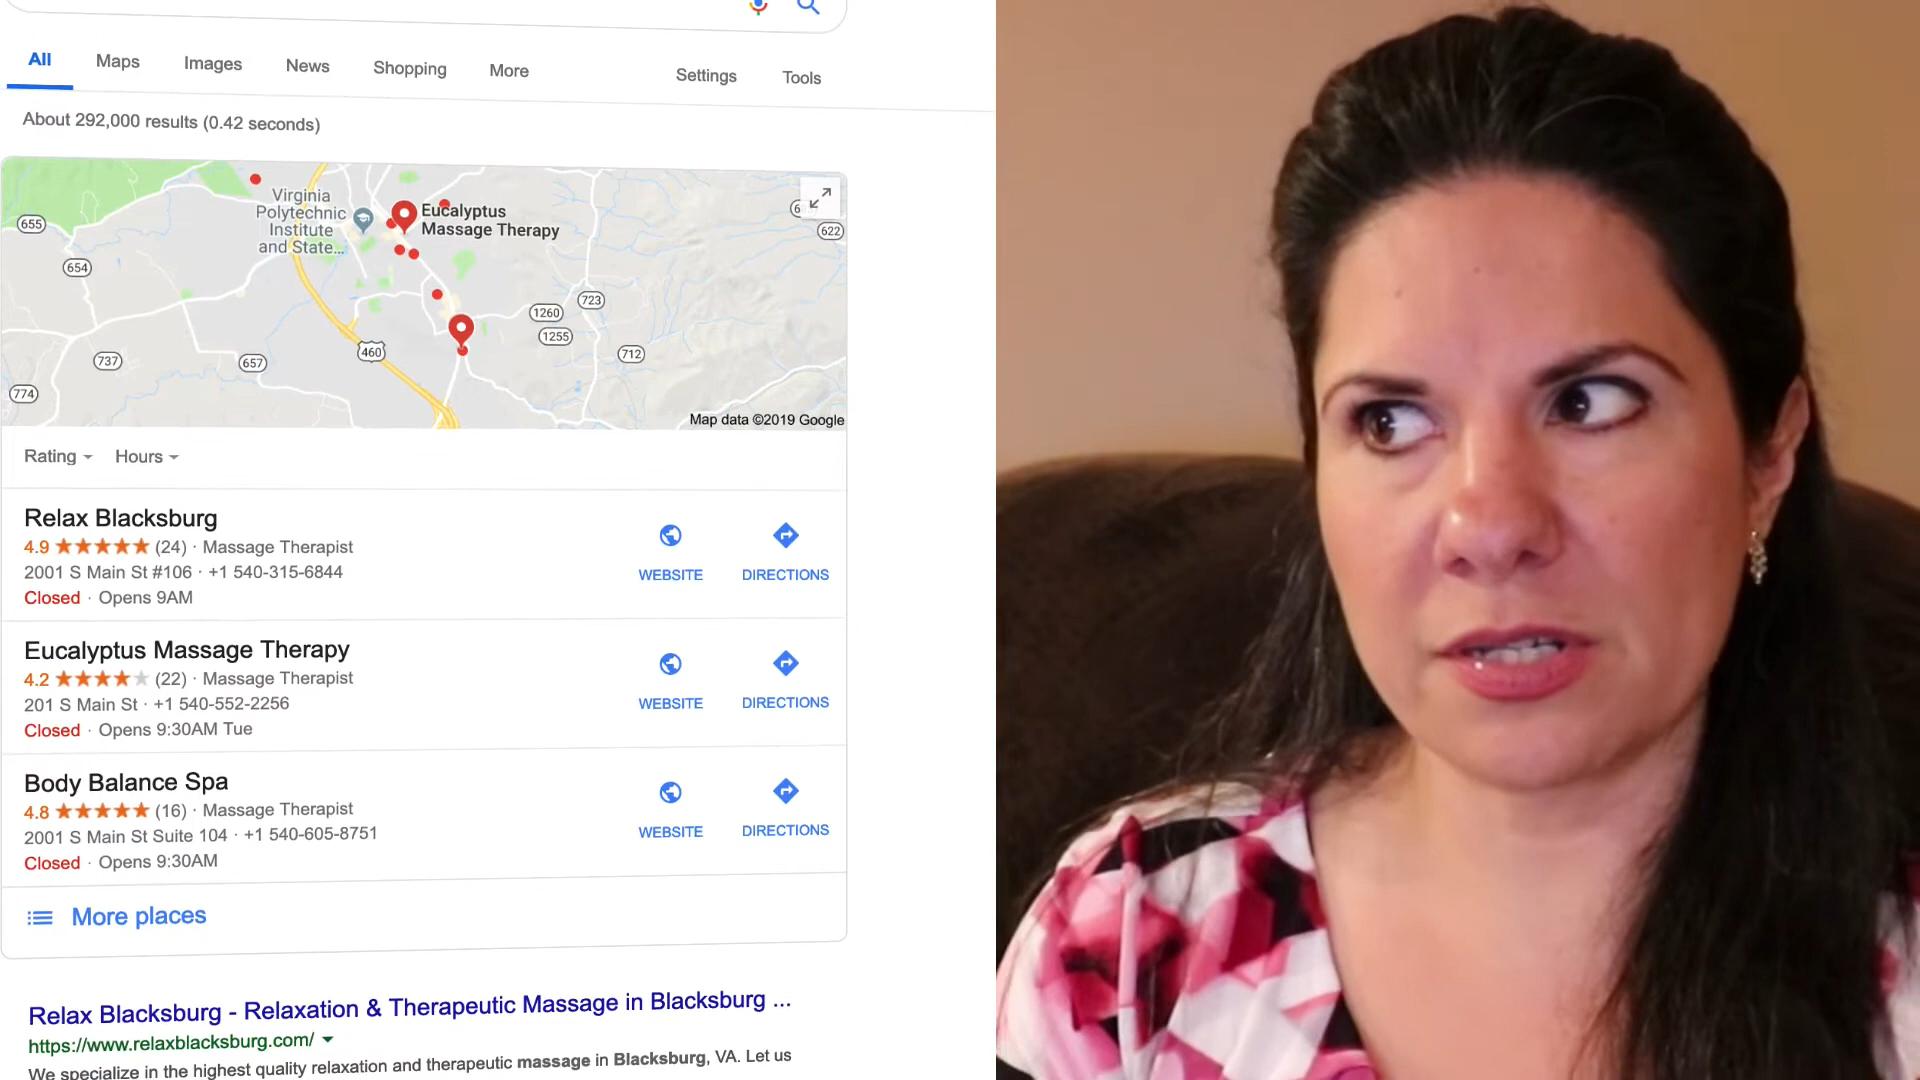 All Maps Images News Shopping More Settings Tools
About 292,000 results (0.42 seconds)
Virginia
Polytechnic
Institute
and State...
Eucalyptus
Massage Therapy
655
654
622
723
1260
1255
712
460
737
657
774
Map data ©2019 Google
Rating Hours
Relax Blacksburg
4.9 (24) · Massage Therapist
2001 S Main St #106 · +1 540-315-6844
Closed · Opens 9AM
WEBSITE DIRECTIONS
Eucalyptus Massage Therapy
4.2 (22) · Massage Therapist
201 S Main St · +1 540-552-2256
Closed · Opens 9:30AM Tue
WEBSITE DIRECTIONS
Body Balance Spa
4.8 (16) · Massage Therapist
2001 S Main St Suite 104 · +1 540-605-8751
Closed · Opens 9:30AM
WEBSITE DIRECTIONS
More places
Relax Blacksburg - Relaxation & Therapeutic Massage in Blacksburg ...
https://www.relaxblacksburg.com/
We specialize in the highest quality relaxation and therapeutic massage in Blacksburg, VA. Let us